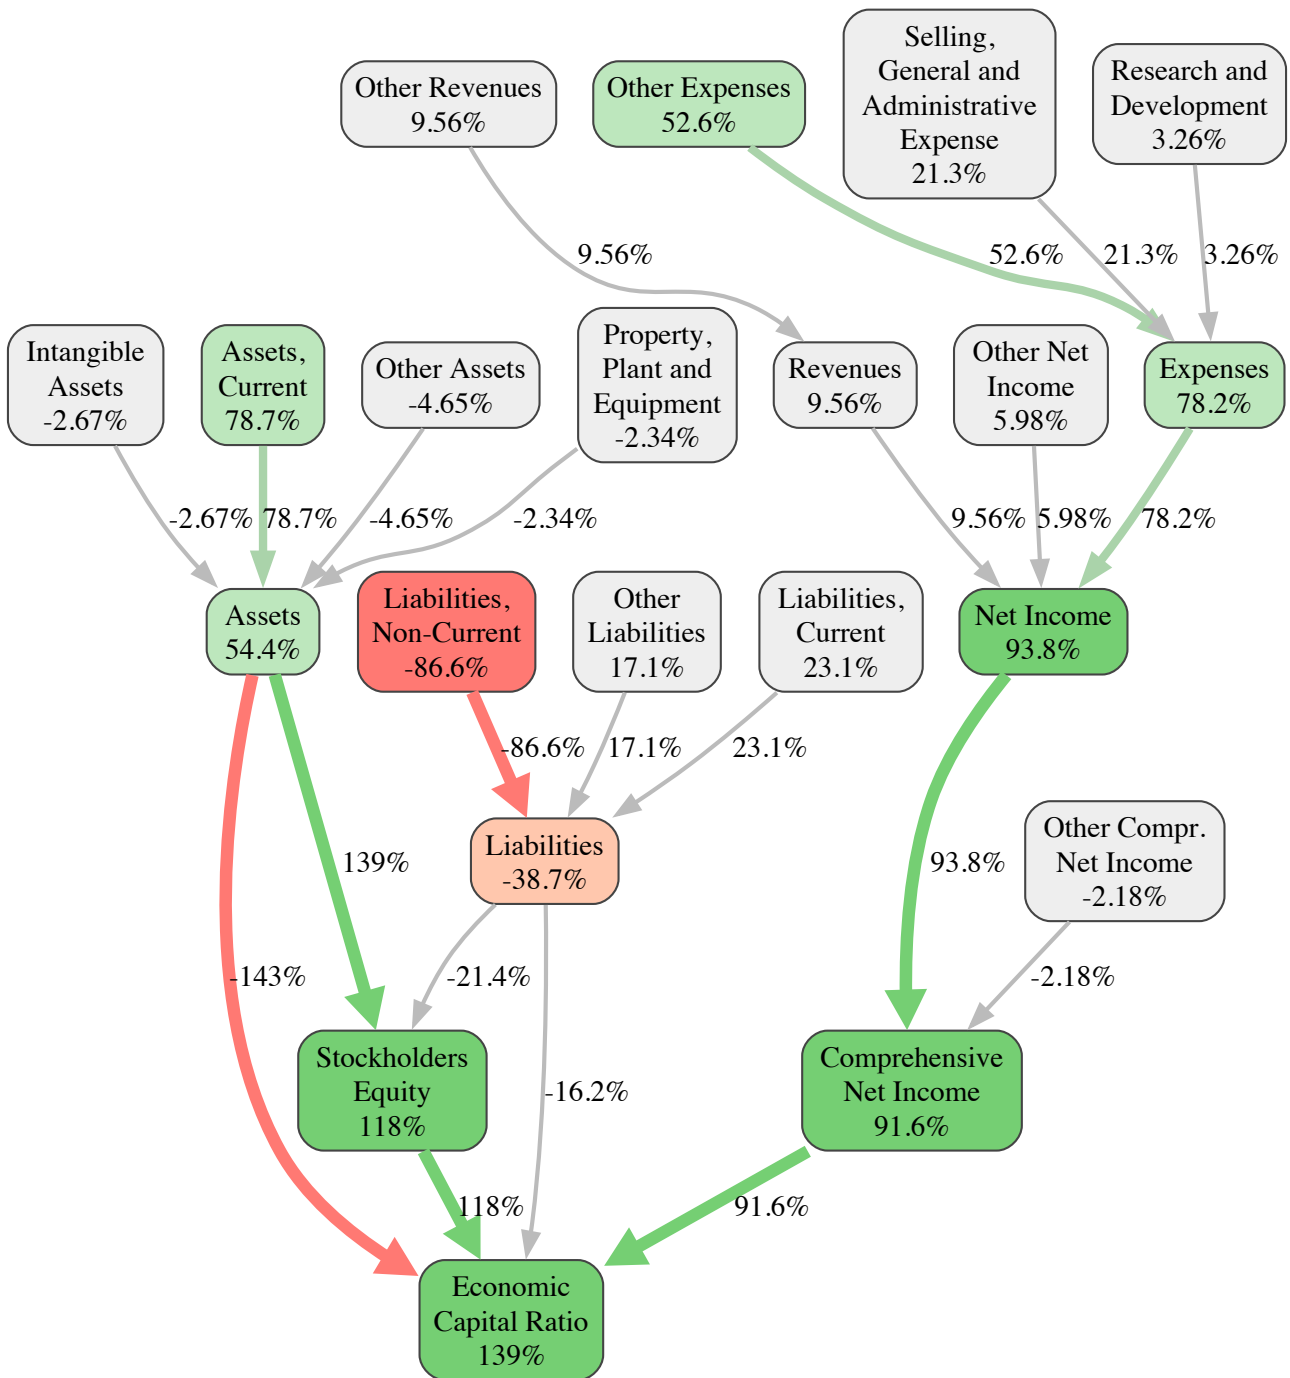 Selling,
General and
Administrative
Expense
21.3%
Other Revenues
9.56%
Other Expenses
52.6%
Research and
Development
3.26%
9.56%
52.6%
21.3%
3.26%
Intangible
Assets
-2.67%
Assets,
Current
78.7%
Other Assets
-4.65%
Property,
Plant and
Equipment
-2.34%
Revenues
9.56%
Other Net
Income
5.98%
Expenses
78.2%
-2.67%
78.7%
-4.65%
-2.34%
9.56%
5.98%
78.2%
Assets
54.4%
Liabilities,
Non-Current
-86.6%
Other
Liabilities
17.1%
Liabilities,
Current
23.1%
Net Income
93.8%
-86.6%
17.1%
23.1%
139%
Liabilities
-38.7%
93.8%
Other Compr.
Net Income
-2.18%
-143%
-21.4%
-2.18%
Stockholders
Equity
118%
-16.2%
Comprehensive
Net Income
91.6%
118%
91.6%
Economic
Capital Ratio
139%